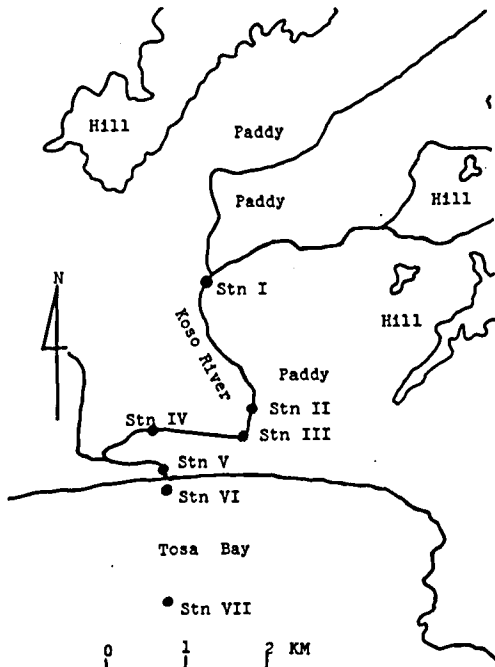 Hill
Paddy
Paddy
Hill
Stn I
N
Hill
Koso River
Paddy
Stn II
Stn IV
Stn III
Stn V
Stn VI
Tosa Bay
Stn VII
0 1 2 KM